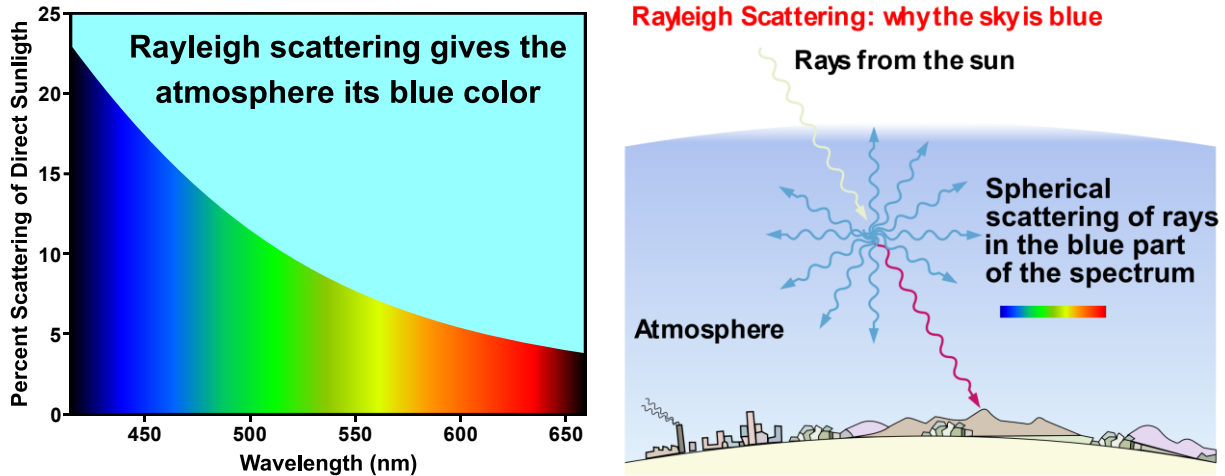 Rayleigh scattering gives the
atmosphere its blue color
Percent Scattering of Direct Sunligth
25
20
15
10
5
0
450
500
550
600
650
Wavelength (nm)
Rayleigh Scattering: why the sky is blue
Rays from the sun
Spherical
scattering of rays
in the blue part
of the spectrum
Atmosphere